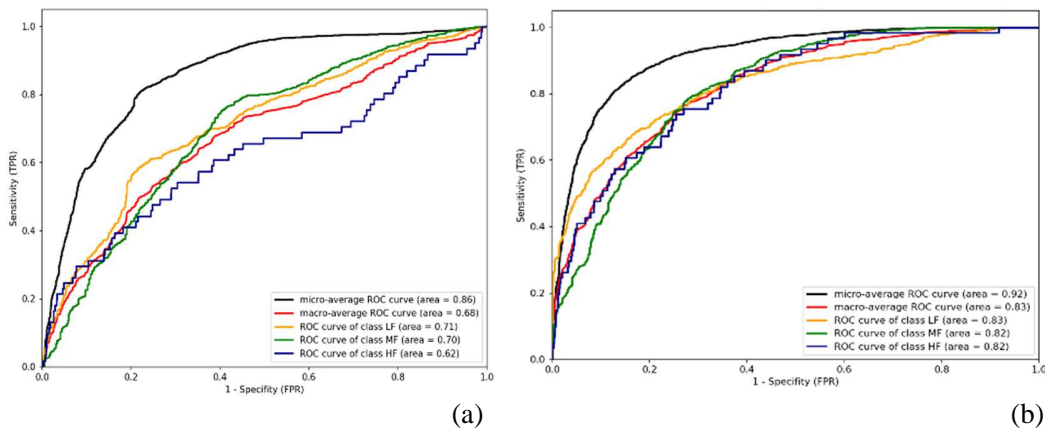 1.0
0.8
0.6
0.4
0.2
0.0
Sensitivity (TPR)
micro-average ROC curve (area = 0.86)
macro-average ROC curve (area = 0.68)
ROC curve of class LF (area = 0.71)
ROC curve of class MF (area = 0.70)
ROC curve of class HF (area = 0.62)
0.0 0.2 0.4 0.6 0.8 1.0
1 - Specifity (FPR)
(a)
1.0
0.8
0.6
0.4
0.2
0.0
Sensitivity (TPR)
micro-average ROC curve (area = 0.92)
macro-average ROC curve (area = 0.83)
ROC curve of class LF (area = 0.83)
ROC curve of class MF (area = 0.82)
ROC curve of class HF (area = 0.82)
0.0 0.2 0.4 0.6 0.8 1.0
1 - Specifity (FPR)
(b)